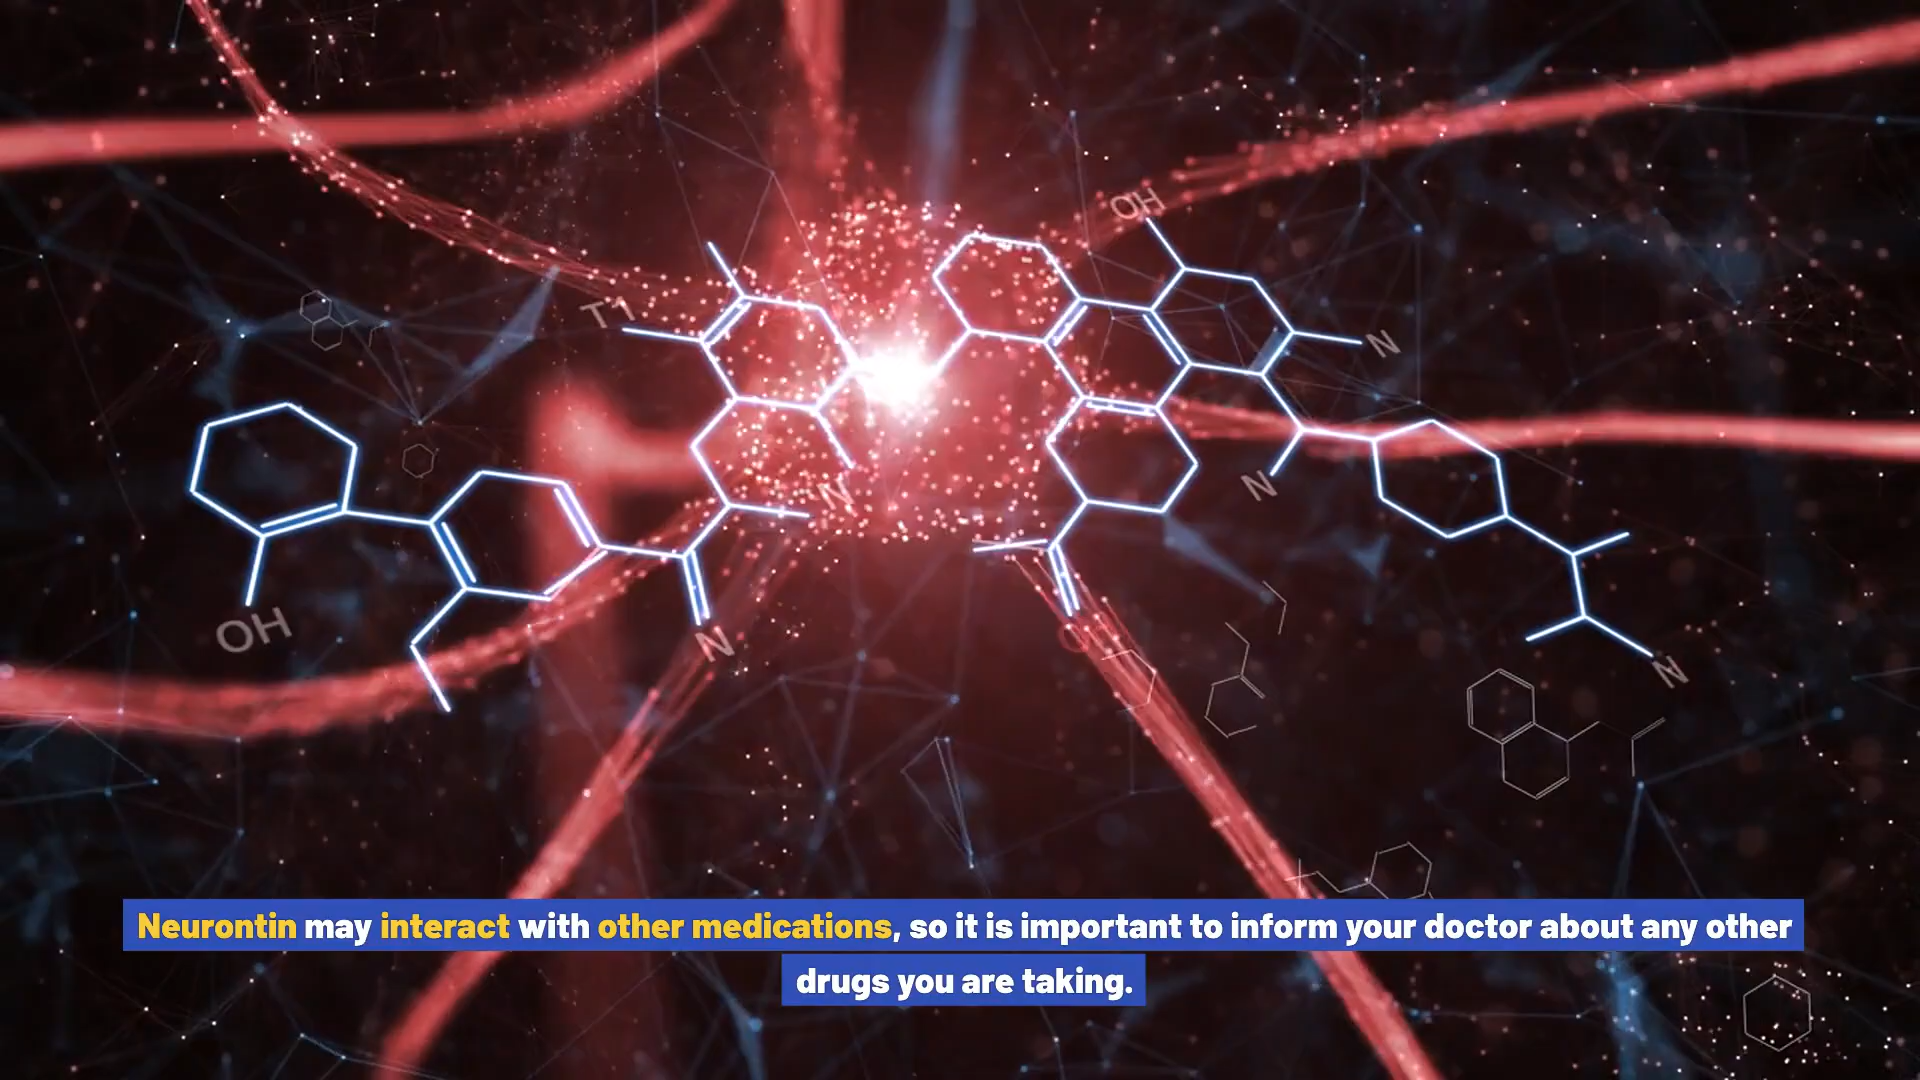 OH
T1
N
OH
N
N
N
N
Neurontin may interact with other medications, so it is important to inform your doctor about any other
drugs you are taking.